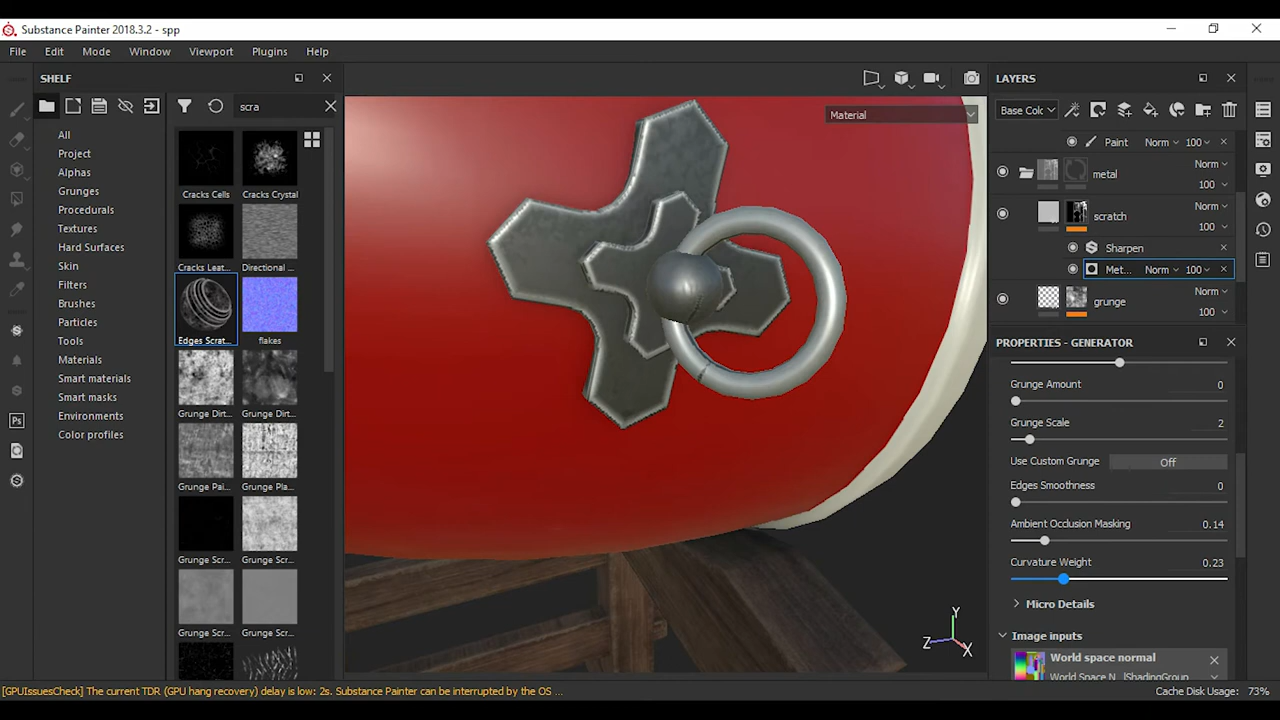 Substance Painter 2018.3.2 - spp
File Edit Mode Window Viewport Plugins Help
SHELF
scra
All
Project
Alphas
Grunges
Procedurals
Textures
Hard Surfaces
Skin
Filters
Brushes
Particles
Tools
Materials
Smart materials
Smart masks
Environments
Color profiles
Cracks Cells
Cracks Crystal
Cracks Leat...
Directional ...
Edges Scrat...
flakes
Grunge Dirt...
Grunge Dirt...
Grunge Pai...
Grunge Pla...
Grunge Scr...
Grunge Scr...
Grunge Scr...
Grunge Scr...
Material
Y
Z
X
LAYERS
Base Col
Paint Norm 100
metal Norm
100
scratch Norm
100
Sharpen
Met... Norm 100
grunge Norm
100
PROPERTIES - GENERATOR
Grunge Amount 0
Grunge Scale 2
Use Custom Grunge Off
Edges Smoothness 0
Ambient Occlusion Masking 0.14
Curvature Weight 0.23
Micro Details
Image inputs
World space normal
World Space N...lShadingGroup
Ps
[GPUIssuesCheck] The current TDR (GPU hang recovery) delay is low: 2s. Substance Painter can be interrupted by the OS ...
Cache Disk Usage: 73%